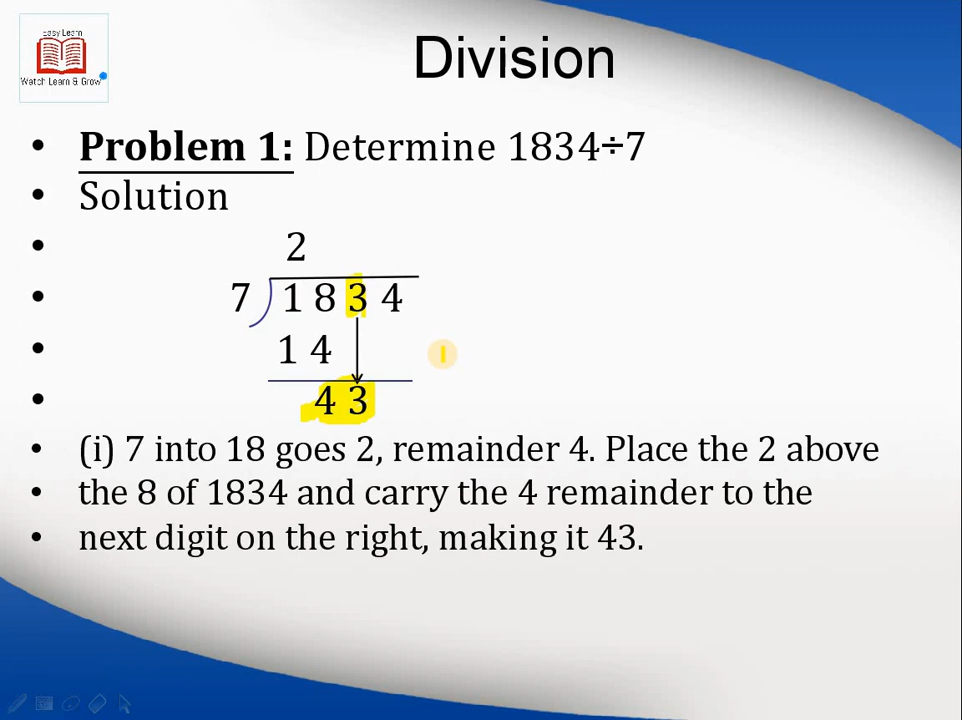 Easy Learn
Watch Learn & Grow
Division
• Problem 1: Determine 1834÷7
• Solution
• 2
• 7 1 8 3 4
• 1 4
• 4 3
• (i) 7 into 18 goes 2, remainder 4. Place the 2 above
• the 8 of 1834 and carry the 4 remainder to the
• next digit on the right, making it 43.